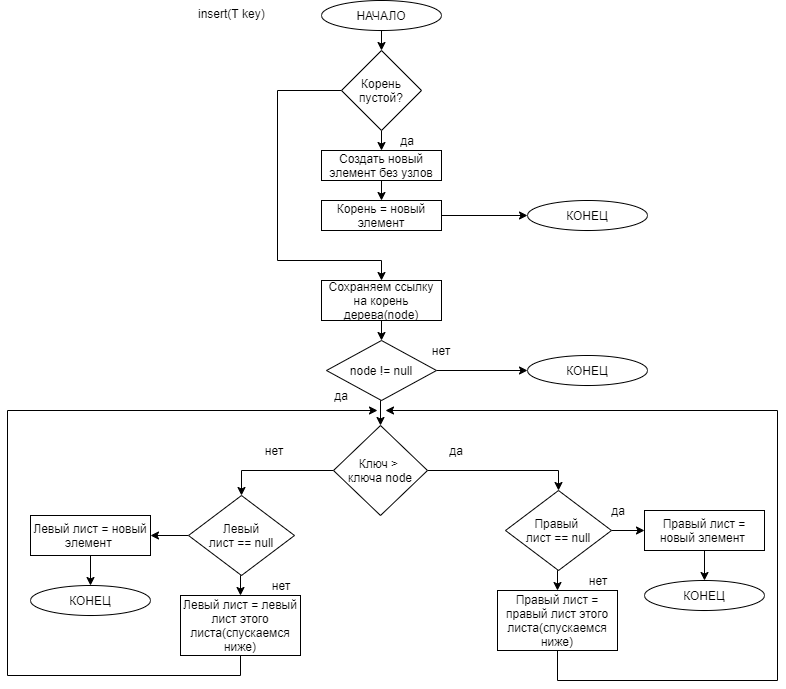 insert(T key)
НАЧАЛО
Корень
пустой?
да
Создать новый
элемент без узлов
Корень = новый
элемент
КОНЕЦ
Сохраняем ссылку
на корень
дерева(node)
node != null
нет
КОНЕЦ
да
Ключ >
ключа node
нет
да
Левый
лист == null
Левый лист = новый
элемент
КОНЕЦ
нет
Левый лист = левый
лист этого
листа(спускаемся
ниже)
Правый
лист == null
да
Правый лист =
новый элемент
КОНЕЦ
нет
Правый лист =
правый лист этого
листа(спускаемся
ниже)